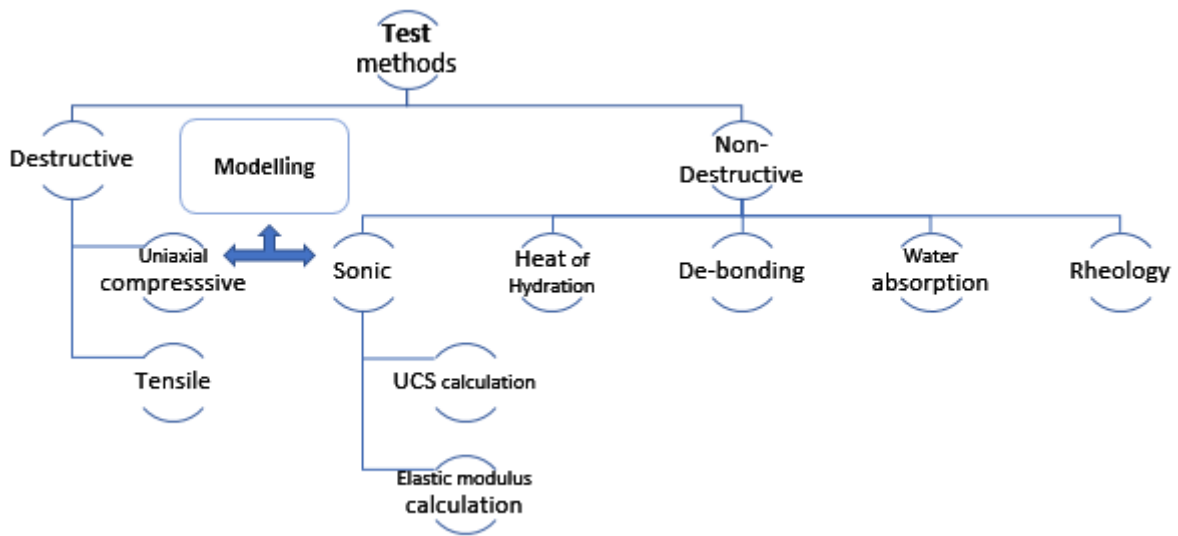 Test
methods
Destructive
Modelling
Non-
Destructive
Uniaxial
compresssive
Sonic
Heat of
Hydration
De-bonding
Water
absorption
Rheology
Tensile
UCS calculation
Elastic modulus
calculation